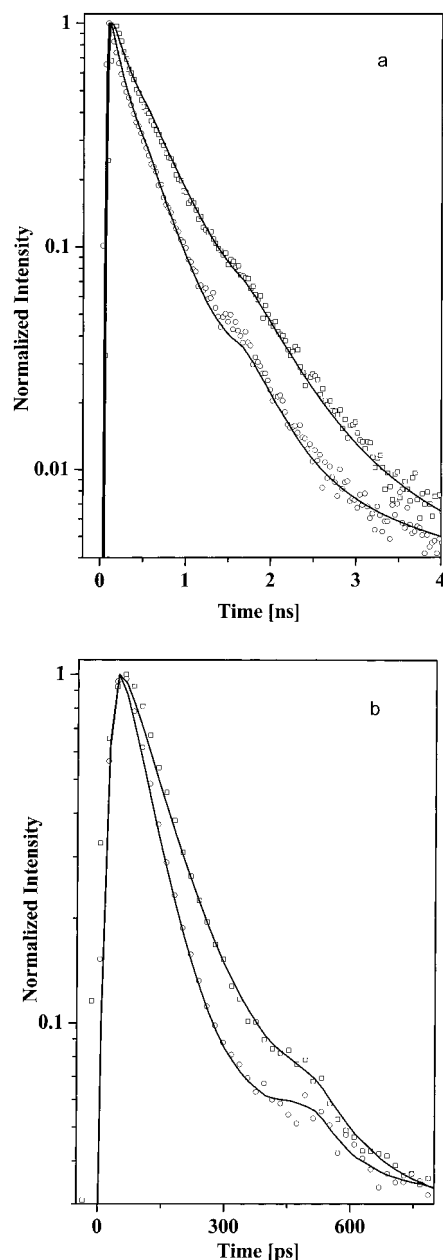 1
a
0.1
Normalized Intensity
0.01
0
1
2
3
4
Time [ns]
1
b
Normalized Intensity
0.1
0
300
600
Time [ps]